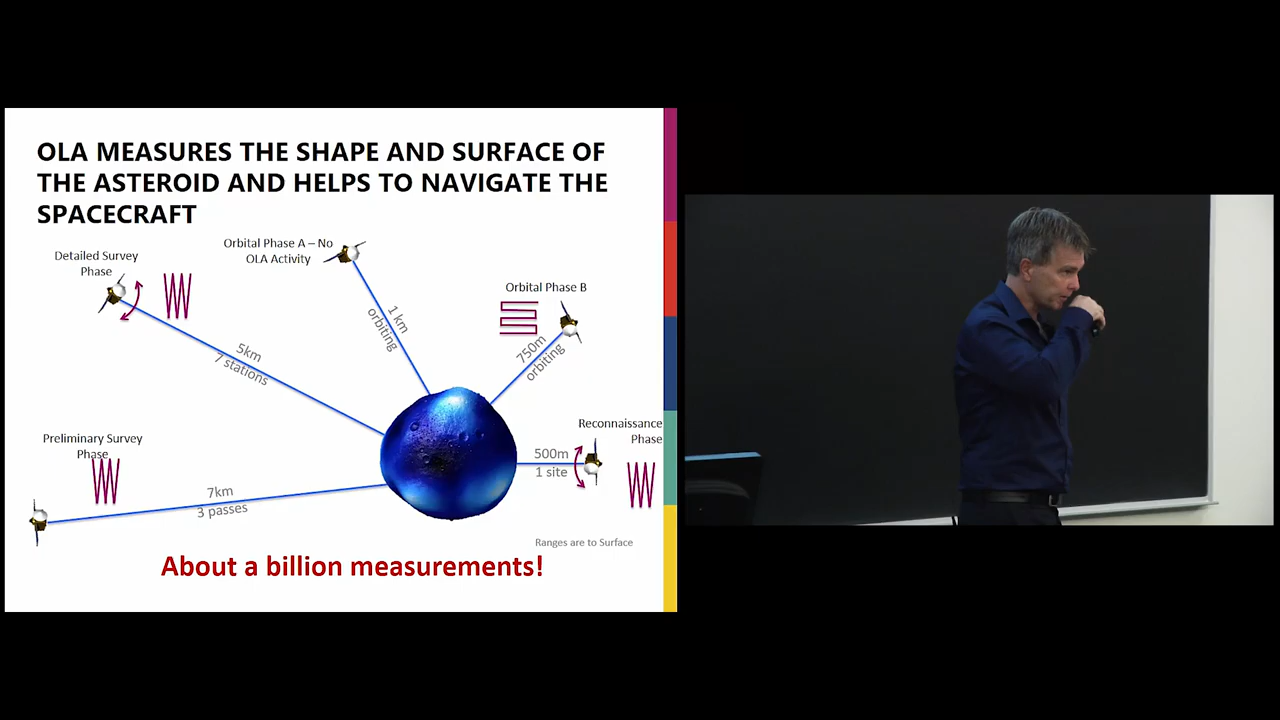 OLA MEASURES THE SHAPE AND SURFACE OF
THE ASTEROID AND HELPS TO NAVIGATE THE
SPACECRAFT
Detailed Survey
Phase
Orbital Phase A – No
OLA Activity
Orbital Phase B
5km
7 stations
1 km
orbiting
750m
orbiting
Preliminary Survey
Phase
7km
3 passes
Reconnaissance
Phase
500m
1 site
Ranges are to Surface
About a billion measurements!